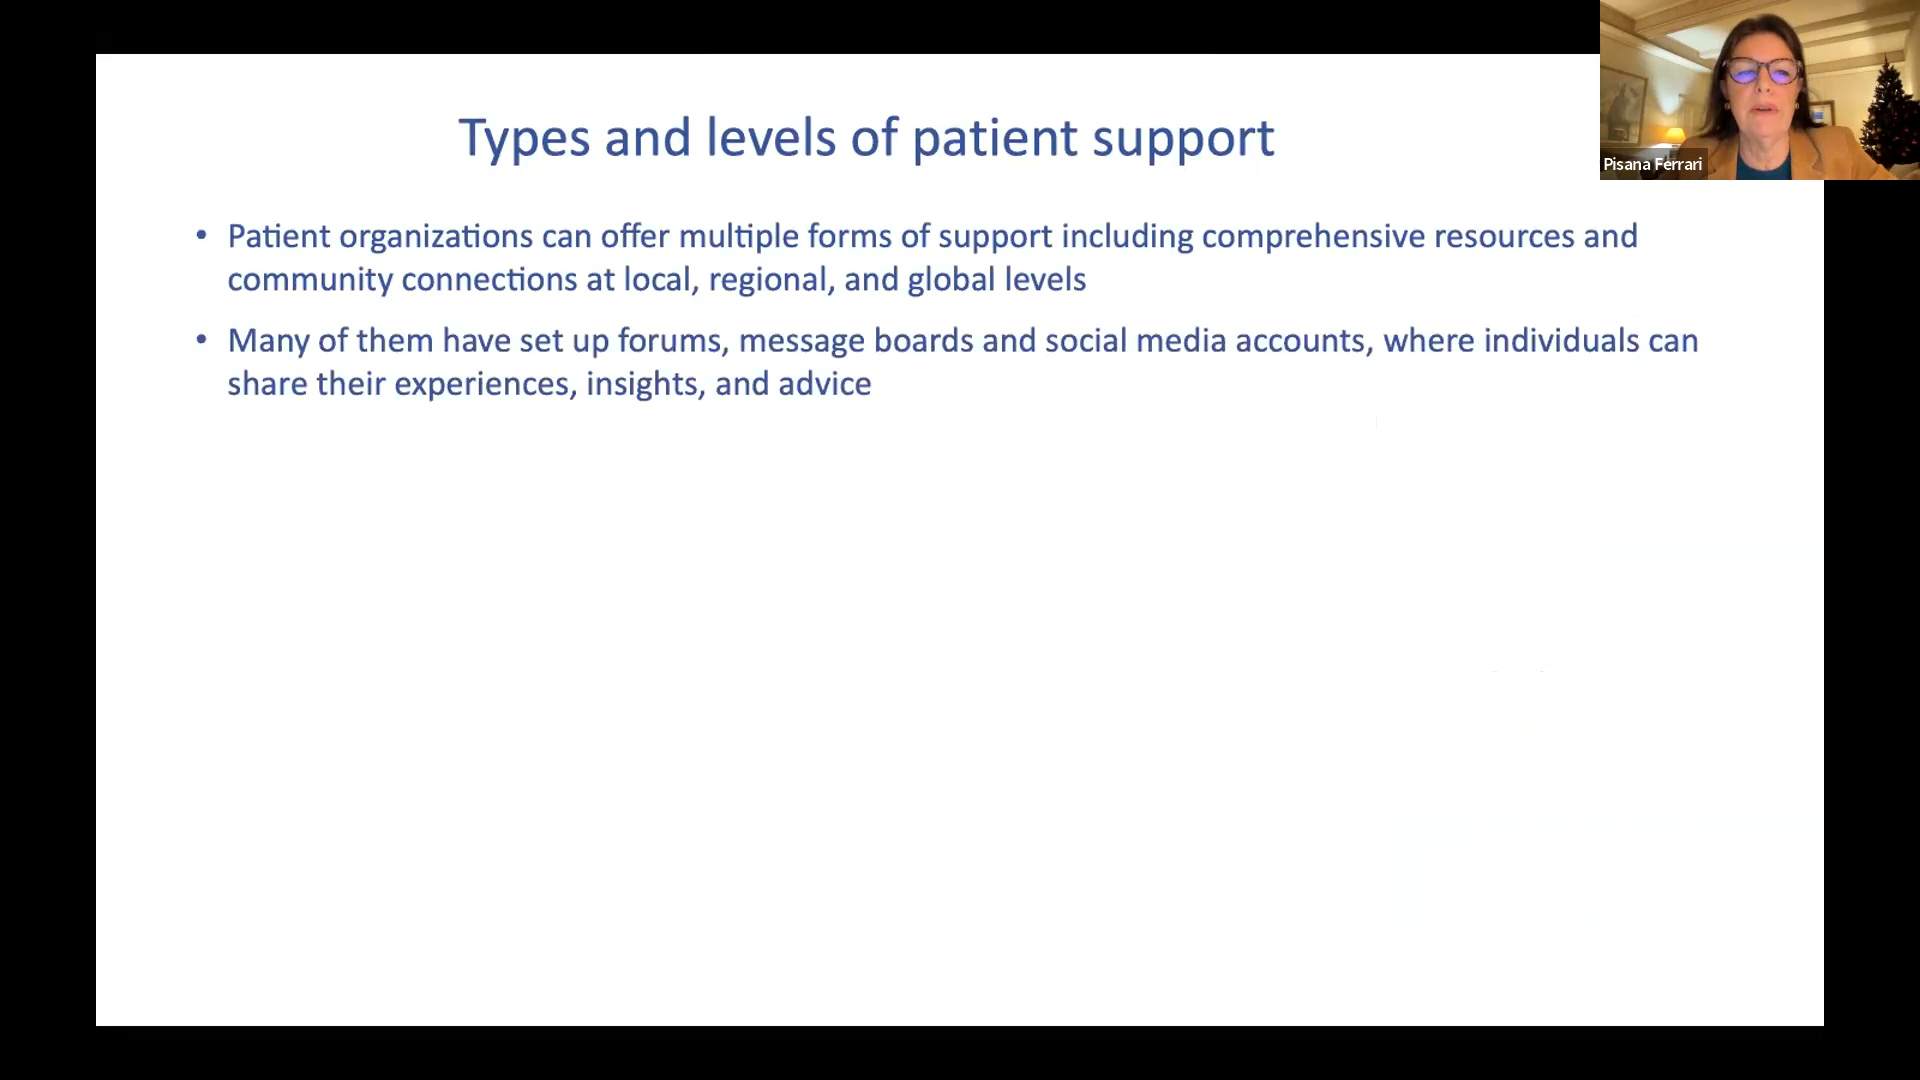 Types and levels of patient support
Pisana Ferrari
• Patient organizations can offer multiple forms of support including comprehensive resources and
community connections at local, regional, and global levels
• Many of them have set up forums, message boards and social media accounts, where individuals can
share their experiences, insights, and advice